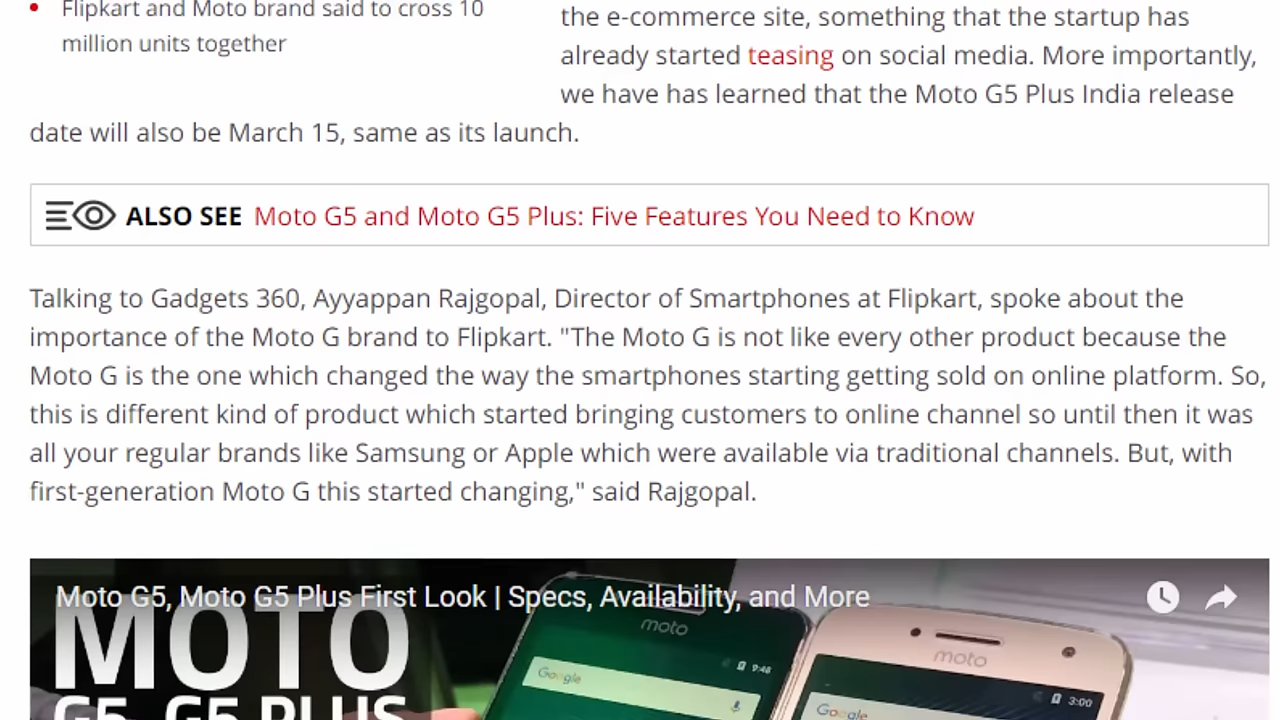 Flipkart and Moto brand said to cross 10
million units together
the e-commerce site, something that the startup has
already started teasing on social media. More importantly,
we have has learned that the Moto G5 Plus India release
date will also be March 15, same as its launch.
ALSO SEE Moto G5 and Moto G5 Plus: Five Features You Need to Know
Talking to Gadgets 360, Ayyappan Rajgopal, Director of Smartphones at Flipkart, spoke about the
importance of the Moto G brand to Flipkart. "The Moto G is not like every other product because the
Moto G is the one which changed the way the smartphones starting getting sold on online platform. So,
this is different kind of product which started bringing customers to online channel so until then it was
all your regular brands like Samsung or Apple which were available via traditional channels. But, with
first-generation Moto G this started changing," said Rajgopal.
Moto G5, Moto G5 Plus First Look | Specs, Availability, and More
MOTO
G5, G5 PLUS
moto
9:48
Google
moto
3:00
Google